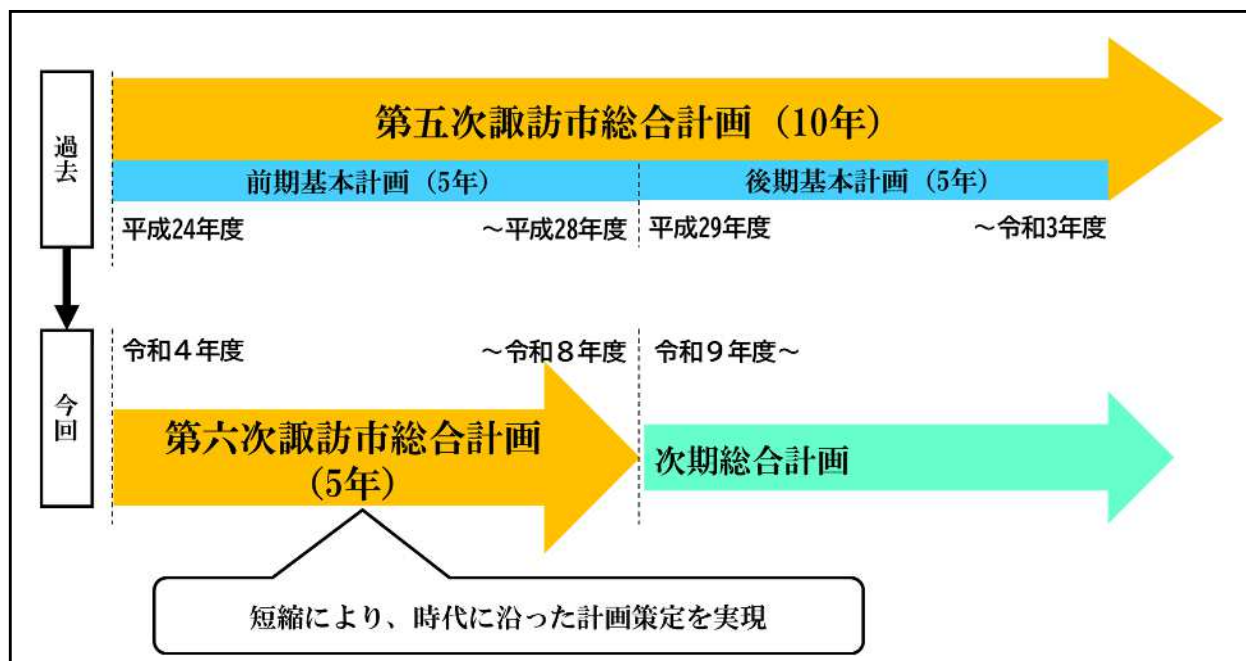 過去
第五次諏訪市総合計画（10年）
前期基本計画（5年）
後期基本計画（5年）
平成24年度
～平成28年度
平成29年度
～令和3年度
今回
令和４年度
～令和８年度
令和９年度～
第六次諏訪市総合計画
（5年）
次期総合計画
短縮により、時代に沿った計画策定を実現